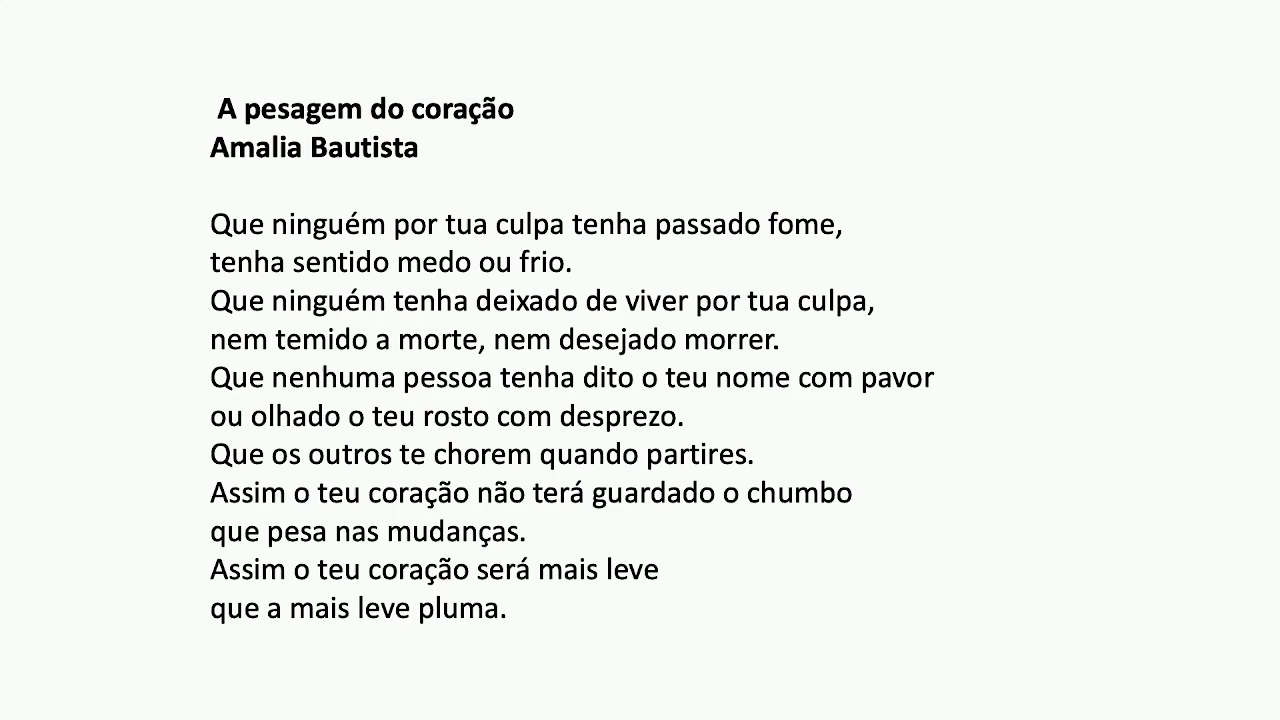 A pesagem do coração
Amalia Bautista
Que ninguém por tua culpa tenha passado fome,
tenha sentido medo ou frio.
Que ninguém tenha deixado de viver por tua culpa,
nem temido a morte, nem desejado morrer.
Que nenhuma pessoa tenha dito o teu nome com pavor
ou olhado o teu rosto com desprezo.
Que os outros te chorem quando partires.
Assim o teu coração não terá guardado o chumbo
que pesa nas mudanças.
Assim o teu coração será mais leve
que a mais leve pluma.